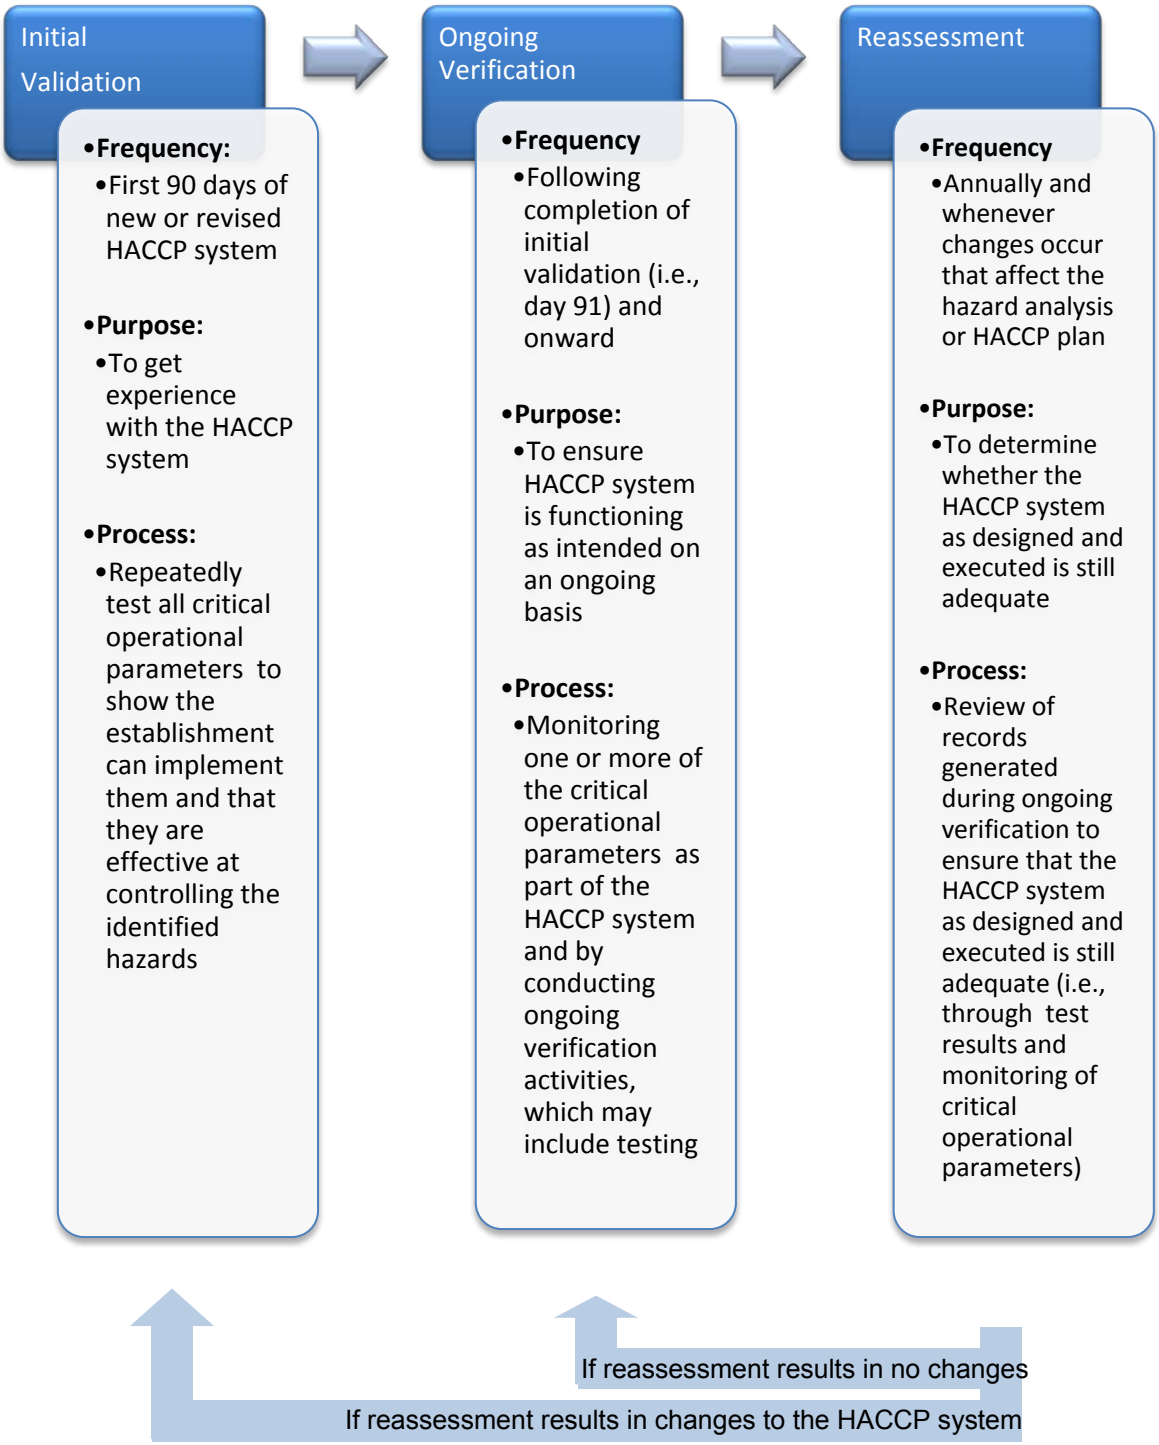 Initial
Validation
•Frequency:
•First 90 days of
new or revised
HACCP system
•Purpose:
•To get
experience
with the HACCP
system
•Process:
•Repeatedly
test all critical
operational
parameters to
show the
establishment
can implement
them and that
they are
effective at
controlling the
identified
hazards
Ongoing
Verification
•Frequency
•Following
completion of
initial
validation (i.e.,
day 91) and
onward
•Purpose:
•To ensure
HACCP system
is functioning
as intended on
an ongoing
basis
•Process:
•Monitoring
one or more of
the critical
operational
parameters as
part of the
HACCP system
and by
conducting
ongoing
verification
activities,
which may
include testing
Reassessment
•Frequency
•Annually and
whenever
changes occur
that affect the
hazard analysis
or HACCP plan
•Purpose:
•To determine
whether the
HACCP system
as designed and
executed is still
adequate
•Process:
•Review of
records
generated
during ongoing
verification to
ensure that the
HACCP system
as designed and
executed is still
adequate (i.e.,
through test
results and
monitoring of
critical
operational
parameters)
If reassessment results in no changes
If reassessment results in changes to the HACCP system